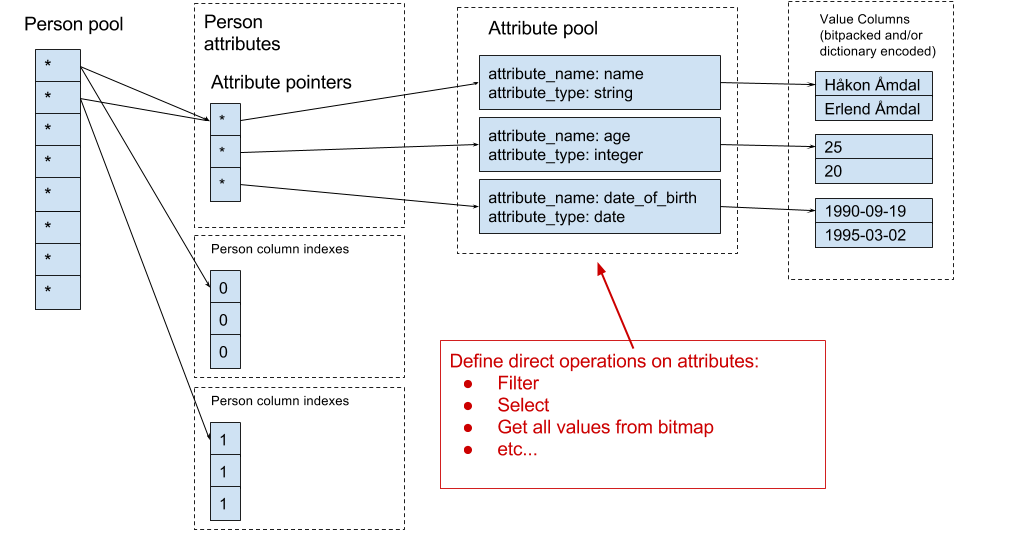 Person pool
*
*
*
*
*
*
*
*
Person
attributes
Attribute pointers
*
*
*
Person column indexes
0
0
0
Person column indexes
1
1
1
Attribute pool
attribute_name: name
attribute_type: string
attribute_name: age
attribute_type: integer
attribute_name: date_of_birth
attribute_type: date
Value Columns
(bitpacked and/or
dictionary encoded)
Håkon Åmdal
Erlend Åmdal
25
20
1990-09-19
1995-03-02
Define direct operations on attributes:
● Filter
● Select
● Get all values from bitmap
● etc...